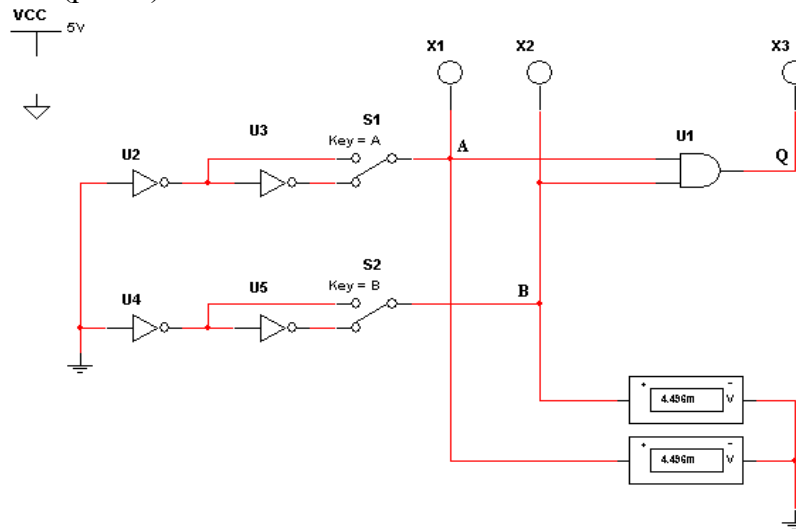 VCC
5V
X1
X2
X3
S1
Key = A
U3
U2
A
U1
Q
S2
Key = B
U5
U4
B
+
4.496m
V
-
+
4.496m
V
-